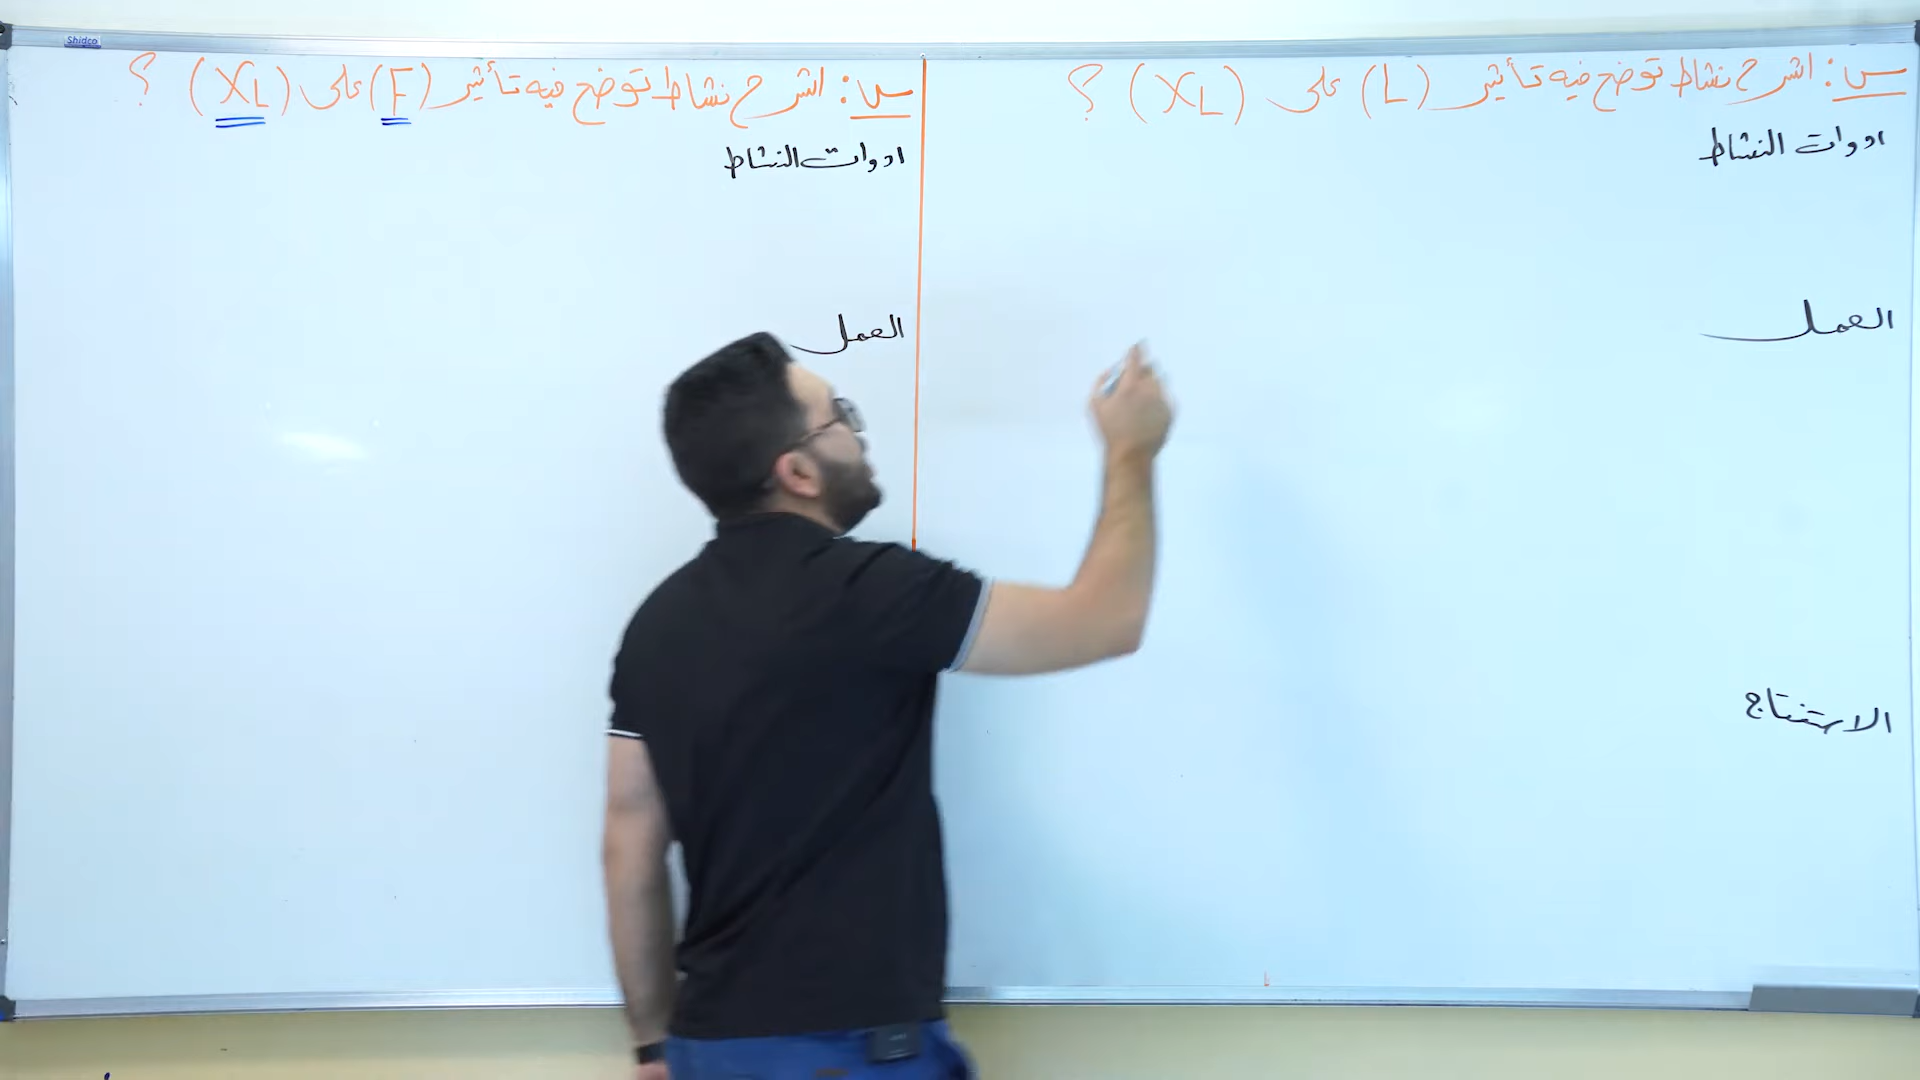 Shidco
س : اشرح نشاط توضح فيه تأثير (L) على (XL) ؟
ادوات النشاط
العمل
الاستنتاج
س : اشرح نشاط توضح فيه تأثير (F) على (XL) ؟
ادوات النشاط
العمل